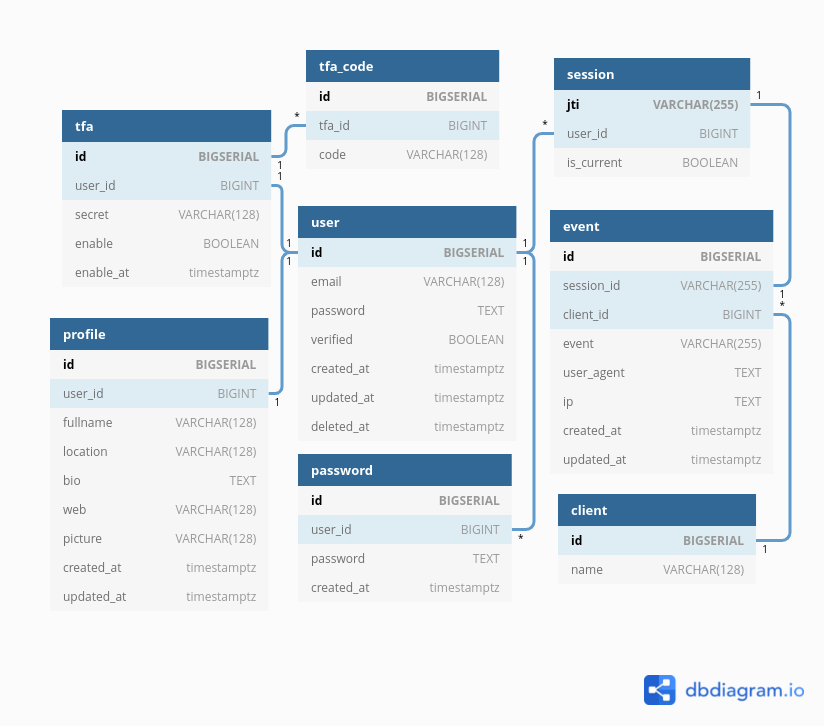 tfa_code
id BIGSERIAL
tfa_id BIGINT
code VARCHAR(128)
session
jti VARCHAR(255)
user_id BIGINT
is_current BOOLEAN
tfa
id BIGSERIAL
user_id BIGINT
secret VARCHAR(128)
enable BOOLEAN
enable_at timestamptz
user
id BIGSERIAL
email VARCHAR(128)
password TEXT
verified BOOLEAN
created_at timestamptz
updated_at timestamptz
deleted_at timestamptz
event
id BIGSERIAL
session_id VARCHAR(255)
client_id BIGINT
event VARCHAR(255)
user_agent TEXT
ip TEXT
created_at timestamptz
updated_at timestamptz
profile
id BIGSERIAL
user_id BIGINT
fullname VARCHAR(128)
location VARCHAR(128)
bio TEXT
web VARCHAR(128)
picture VARCHAR(128)
created_at timestamptz
updated_at timestamptz
password
id BIGSERIAL
user_id BIGINT
password TEXT
created_at timestamptz
client
id BIGSERIAL
name VARCHAR(128)
*
1
1
1
1
1
*
1
1
*
1
1
*
1
dbdiagram.io